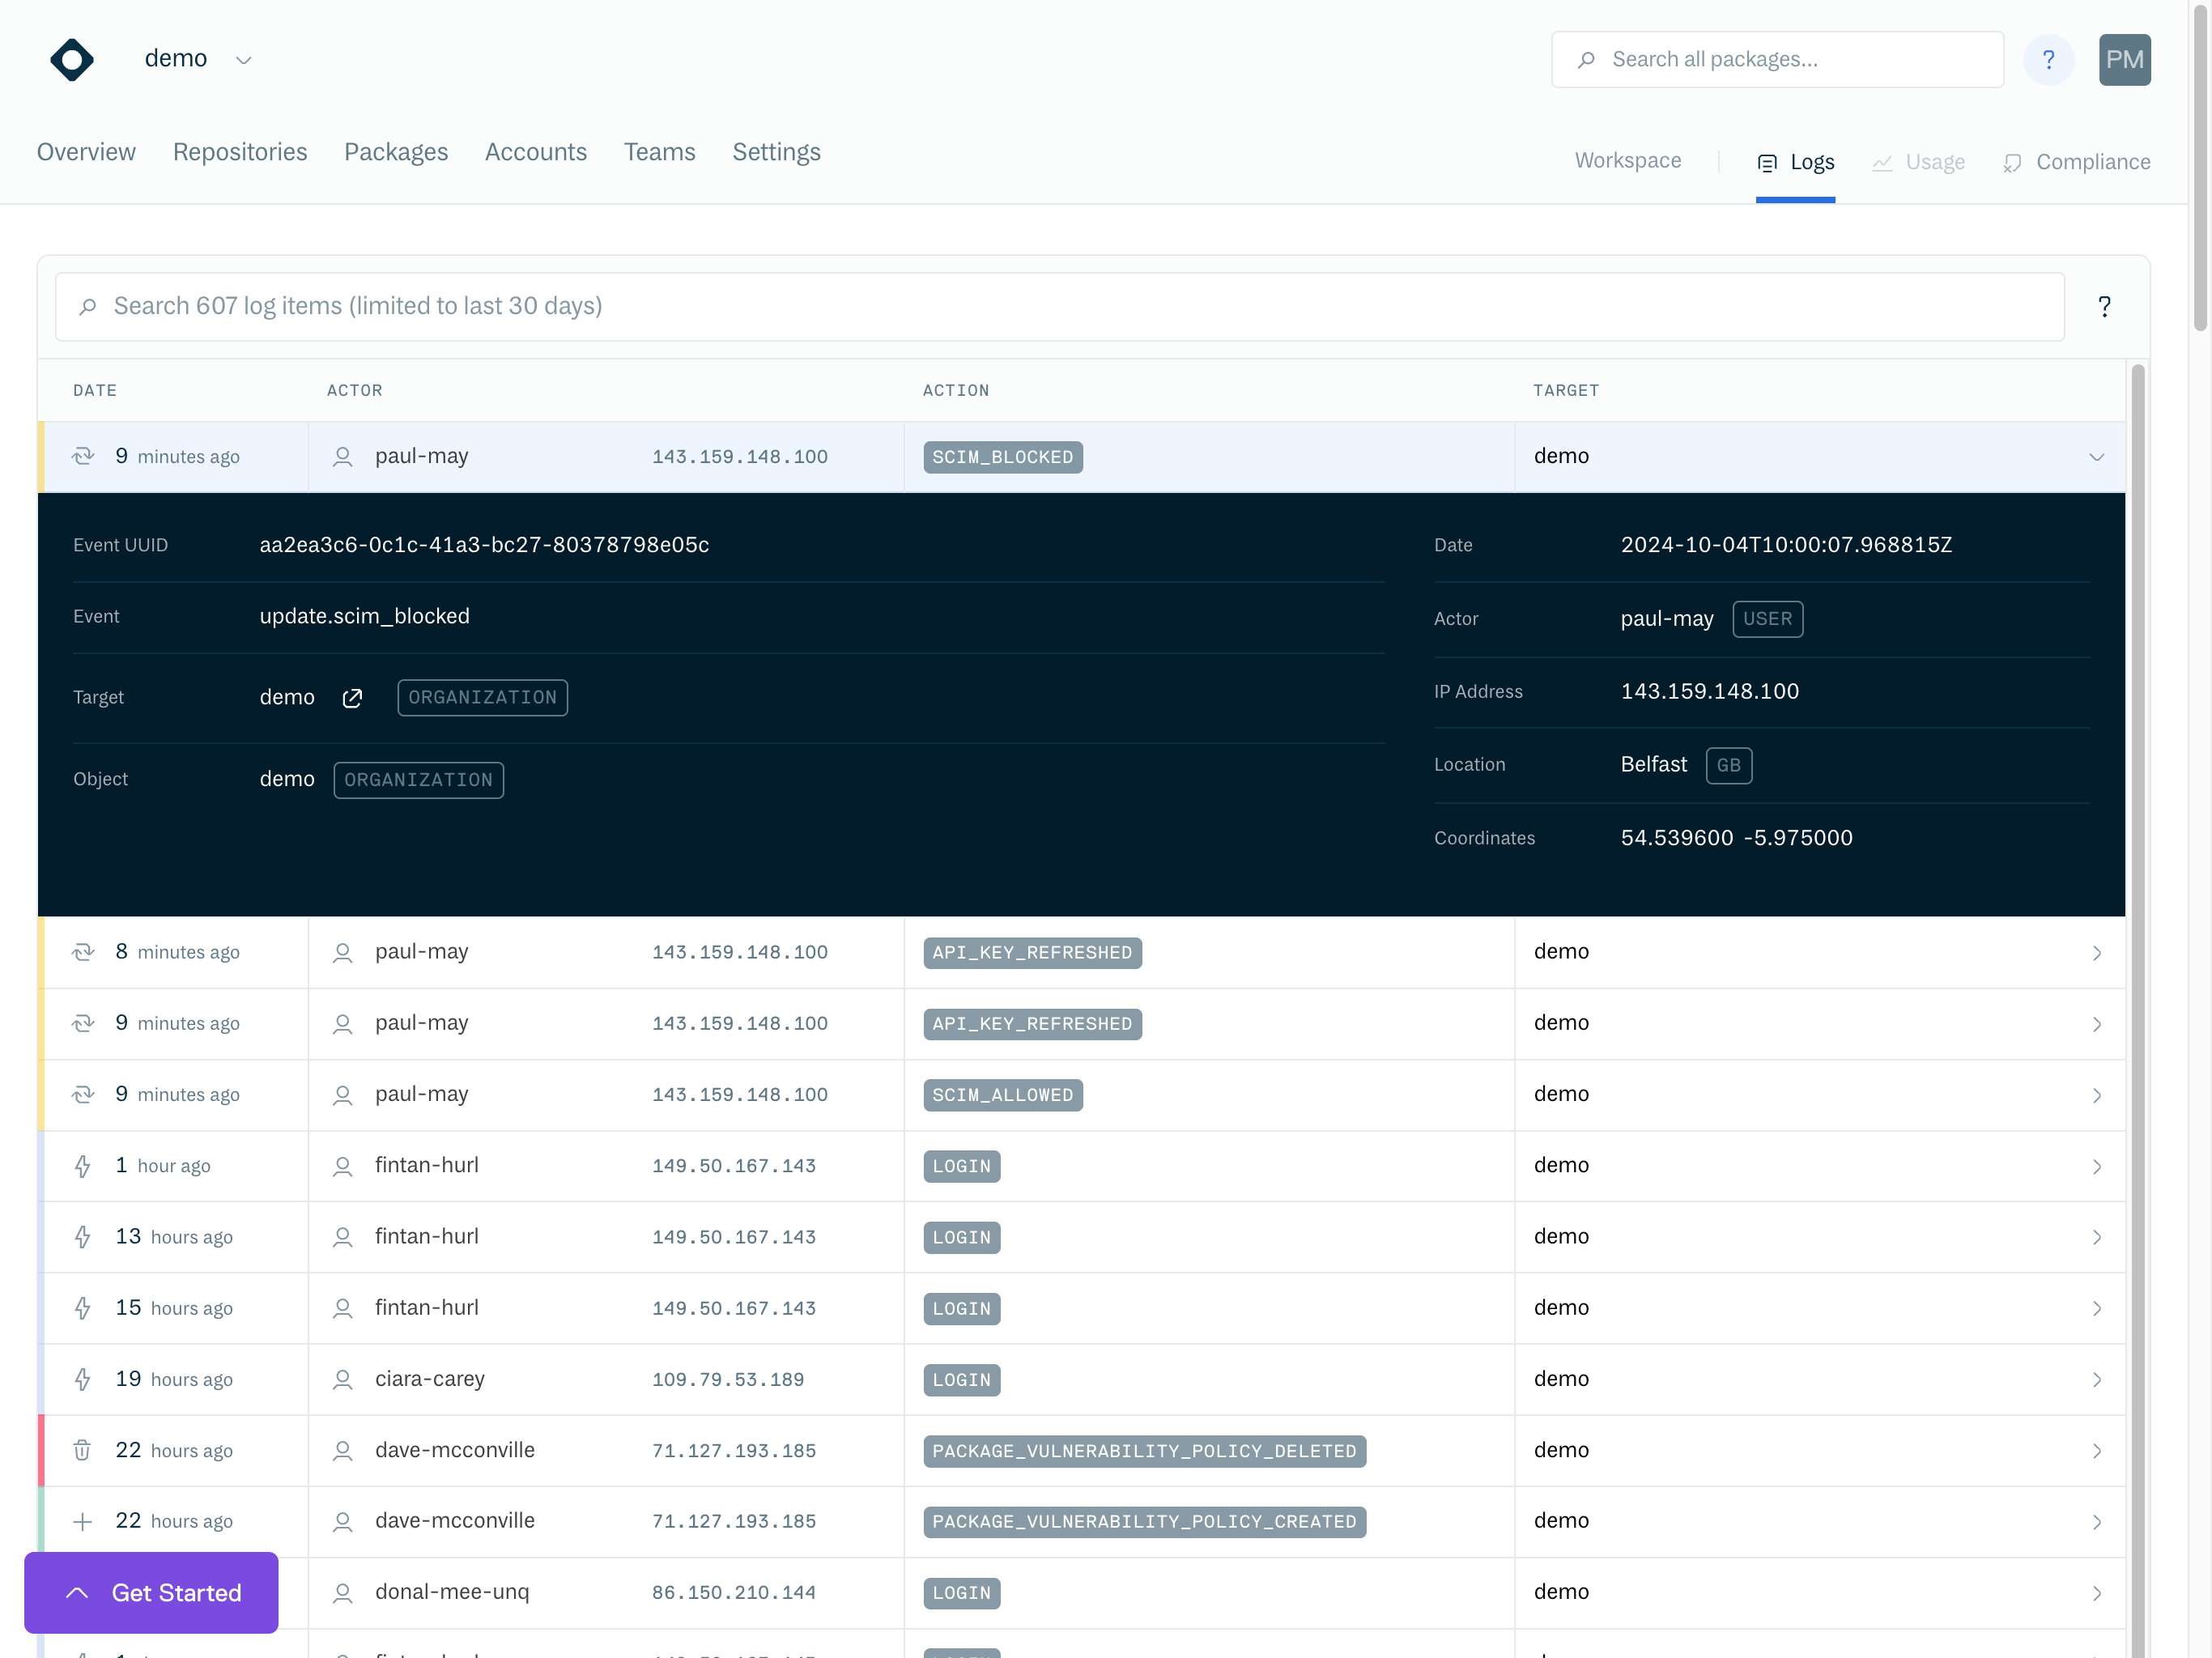 demo
Search all packages...
?
PM
Overview Repositories Packages Accounts Teams Settings
Workspace Logs Usage Compliance
Search 607 log items (limited to last 30 days)
?
DATE ACTOR ACTION TARGET
9 minutes ago paul-may 143.159.148.100 SCIM_BLOCKED demo
Event UUID aa2ea3c6-0c1c-41a3-bc27-80378798e05c
Event update.scim_blocked
Target demo ORGANIZATION
Object demo ORGANIZATION
Date 2024-10-04T10:00:07.968815Z
Actor paul-may USER
IP Address 143.159.148.100
Location Belfast GB
Coordinates 54.539600 -5.975000
8 minutes ago paul-may 143.159.148.100 API_KEY_REFRESHED demo
9 minutes ago paul-may 143.159.148.100 API_KEY_REFRESHED demo
9 minutes ago paul-may 143.159.148.100 SCIM_ALLOWED demo
1 hour ago fintan-hurl 149.50.167.143 LOGIN demo
13 hours ago fintan-hurl 149.50.167.143 LOGIN demo
15 hours ago fintan-hurl 149.50.167.143 LOGIN demo
19 hours ago ciara-carey 109.79.53.189 LOGIN demo
22 hours ago dave-mcconville 71.127.193.185 PACKAGE_VULNERABILITY_POLICY_DELETED demo
22 hours ago dave-mcconville 71.127.193.185 PACKAGE_VULNERABILITY_POLICY_CREATED demo
donal-mee-unq 86.150.210.144 LOGIN demo
Get Started